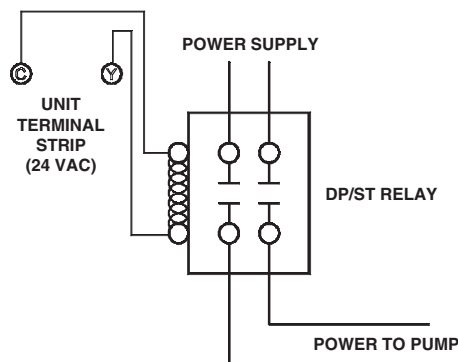 POWER SUPPLY
C
Y
UNIT
TERMINAL
STRIP
(24 VAC)
DP/ST RELAY
POWER TO PUMP